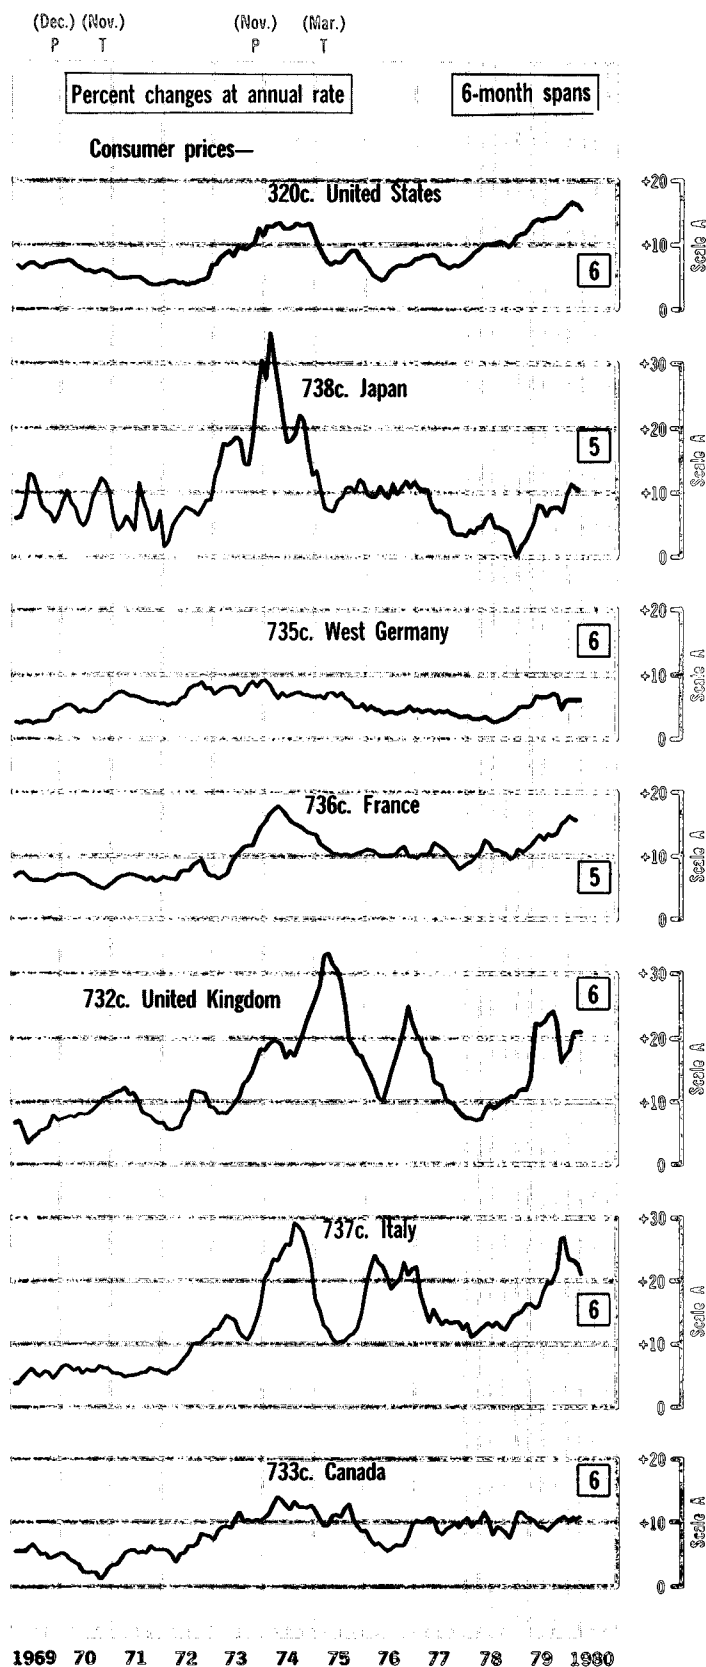 (Dec.) (Nov.) (Nov.) (Mar.)
P T P T
Percent changes at annual rate 6-month spans
Consumer prices—
320c. United States
+20
+10
0
Scale A
6
738c. Japan
+30
+20
+10
0
Scale A
5
735c. West Germany
+20
+10
0
Scale A
6
736c. France
+20
+10
0
Scale A
5
732c. United Kingdom
+30
+20
+10
0
Scale A
6
737c. Italy
+30
+20
+10
0
Scale A
6
733c. Canada
+20
+10
0
Scale A
6
1969 70 71 72 73 74 75 76 77 78 79 1980